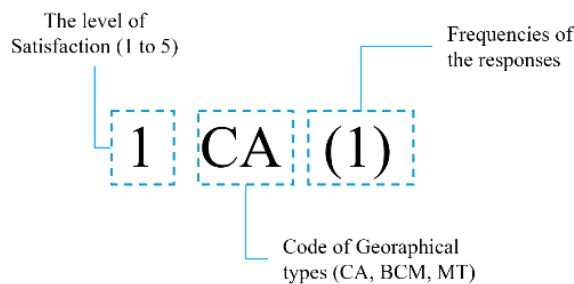 The level of
Satisfaction (1 to 5)
Frequencies of
the responses
1 CA (1)
Code of Georaphical
types (CA, BCM, MT)